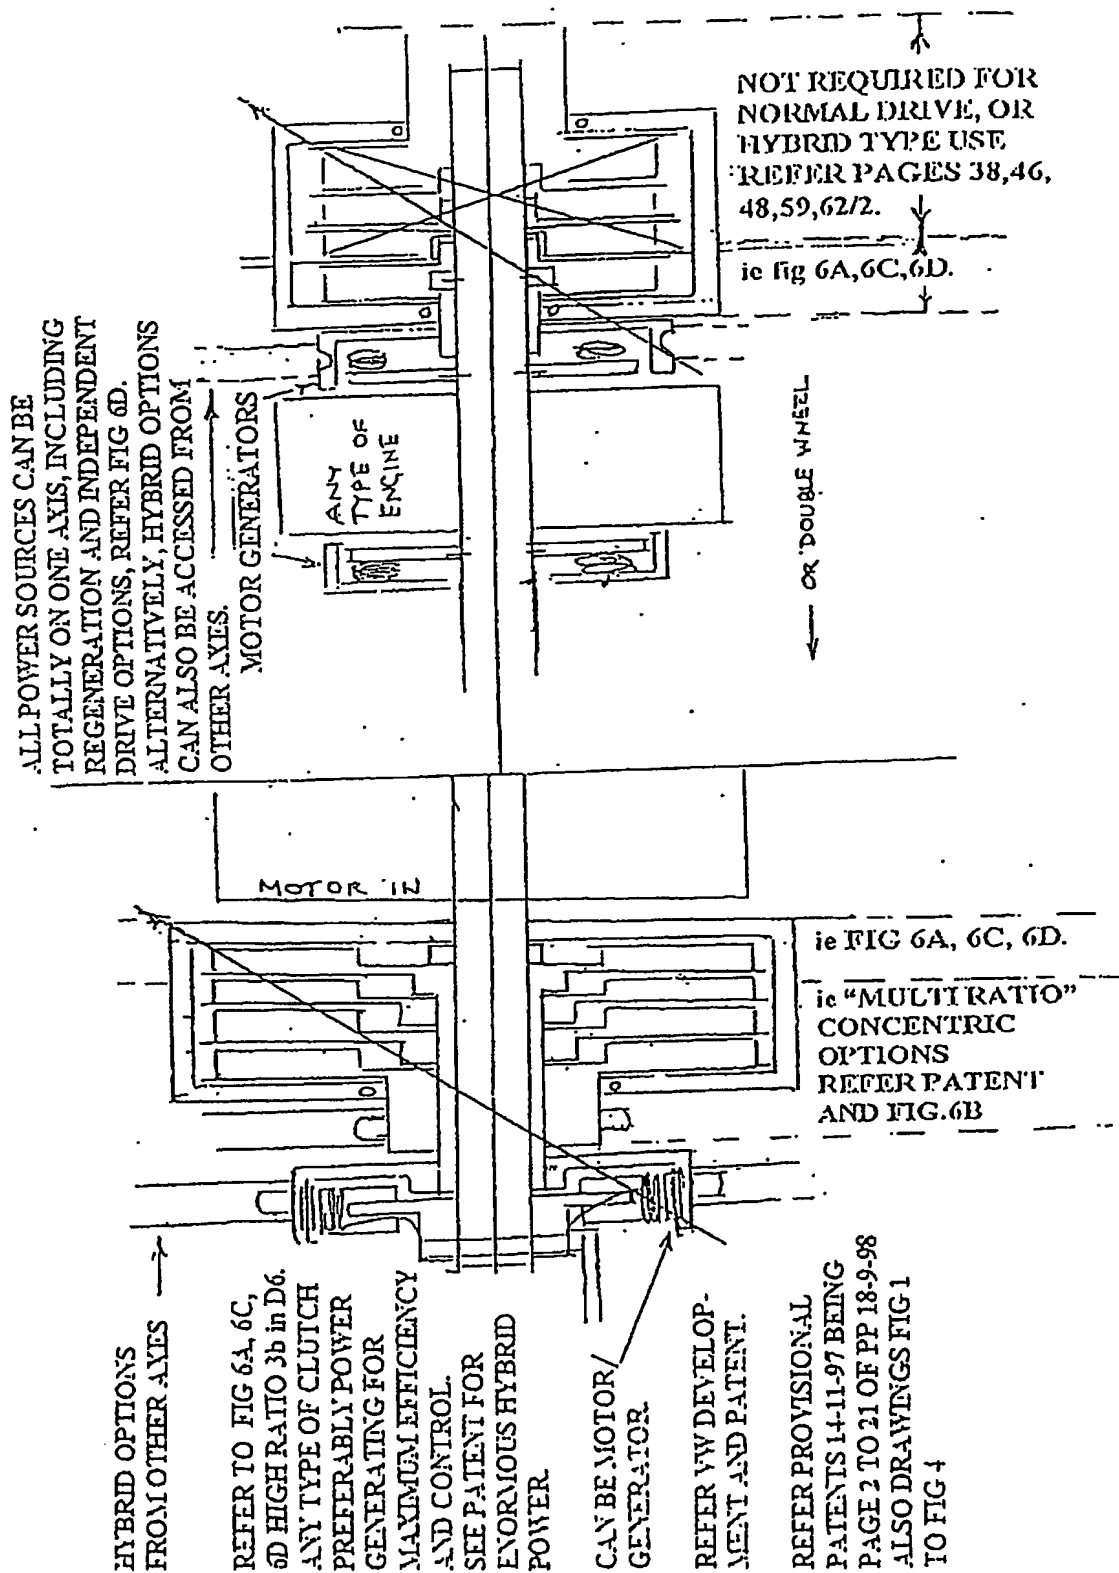 ALL POWER SOURCES CAN BE
TOTALLY ON ONE AXIS, INCLUDING
REGENERATION AND INDEPENDENT
DRIVE OPTIONS, REFER FIG 6D.
ALTERNATIVELY, HYBRID OPTIONS
CAN ALSO BE ACCESSED FROM
OTHER AXES.
MOTOR GENERATORS
ANY
TYPE OF
ENGINE
NOT REQUIRED FOR
NORMAL DRIVE, OR
HYBRID TYPE USE
REFER PAGES 38,46,
48,59,62/2.
ie fig 6A,6C,6D.
OR DOUBLE WHEEL
MOTOR IN
ie FIG 6A, 6C, 6D.
ie "MULTI RATIO"
CONCENTRIC
OPTIONS
REFER PATENT
AND FIG.6B
HYBRID OPTIONS
FROM OTHER AXES
REFER TO FIG 6A, 6C,
6D HIGH RATIO 3b in D6.
ANY TYPE OF CLUTCH
PREFERABLY POWER
GENERATING FOR
MAXIMUM EFFICIENCY
AND CONTROL.
SEE PATENT FOR
ENORMIOUS HYBRID
POWER.
CAN BE MOTOR/
GENERATOR.
REFER VW DEVELOP-
MENT AND PATENT.
REFER PROVISIONAL
PATENTS 14-11-97 BEING
PAGE 2 TO 21 OF PP 18-9-98
ALSO DRAWINGS FIG 1
TO FIG 4